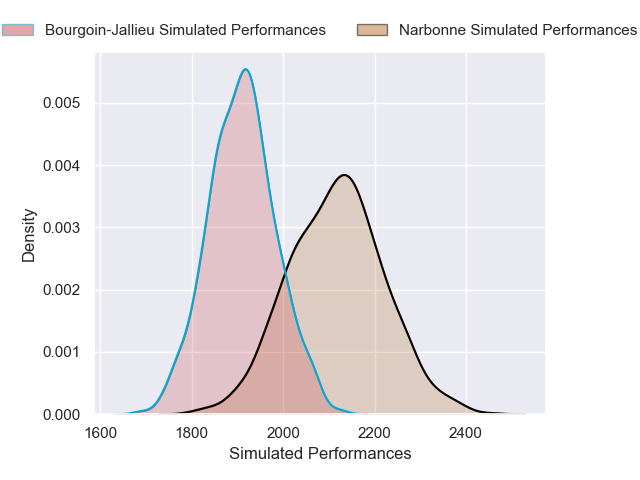 Bourgoin-Jallieu Simulated Performances Narbonne Simulated Performances
0.005
0.004
0.003
0.002
0.001
0.000
Density
1600 1800 2000 2200 2400
Simulated Performances